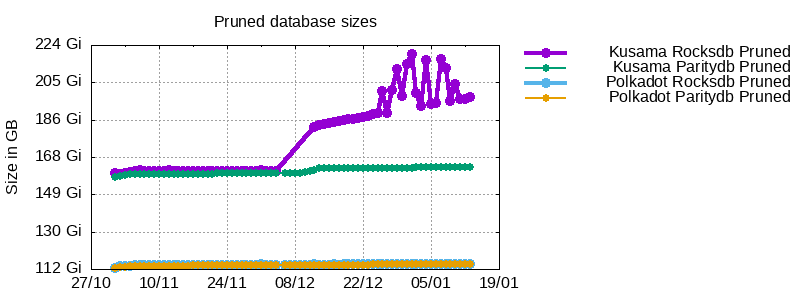 Pruned database sizes
224 Gi
205 Gi
186 Gi
168 Gi
149 Gi
130 Gi
112 Gi
Size in GB
27/10 10/11 24/11 08/12 22/12 05/01 19/01
Kusama Rocksdb Pruned
Kusama Paritydb Pruned
Polkadot Rocksdb Pruned
Polkadot Paritydb Pruned